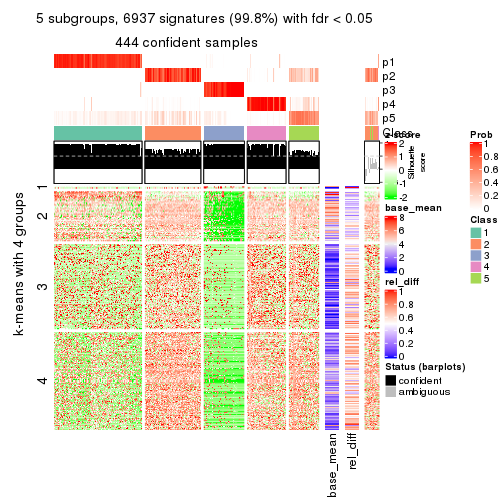 5 subgroups, 6937 signatures (99.8%) with fdr < 0.05
444 confident samples
p1
p2
p3
p4
p5
Class
z-score
2
1
0
-1
-2
Silhouette
score
Prob
1
0.8
0.6
0.4
0.2
0
base_mean
8
6
4
2
0
Class
1
2
3
4
5
rel_diff
1
0.8
0.6
0.4
0.2
0
Status (barplots)
confident
ambiguous
k-means with 4 groups
1
2
3
4
base_mean
rel_diff